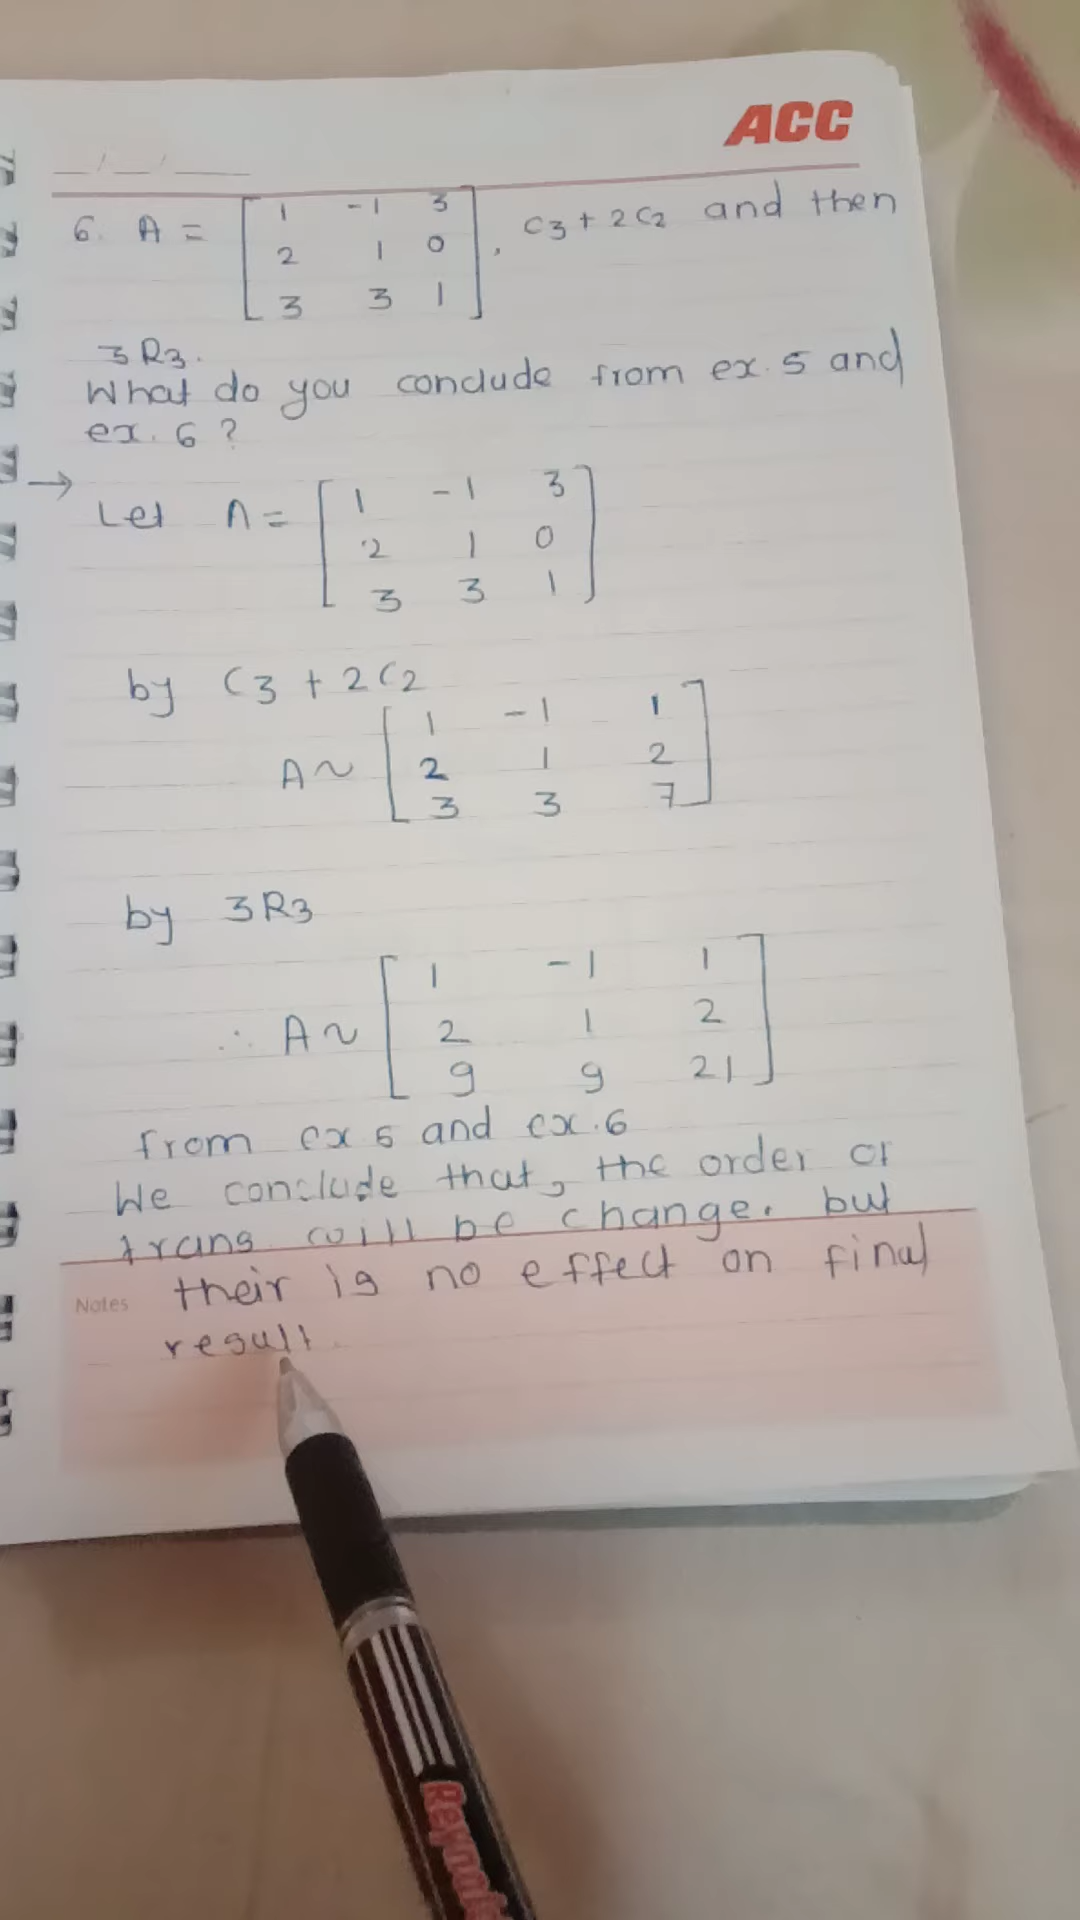 ACC
_/_/_
6. A = [ 1 -1 3 ], C3 + 2C2 and then
2 1 0
3 3 1
3R3.
What do you conclude from ex. 5 and
ex. 6 ?
→
Let A = [ 1 -1 3 ]
2 1 0
3 3 1
by C3 + 2C2
A ~ [ 1 -1 1 ]
2 1 2
3 3 7
by 3R3
∴ A ~ [ 1 -1 1 ]
2 1 2
9 9 21
from ex 5 and ex. 6
We conclude that, the order of
trans will be change. but
Notes their is no effect on final
result.
Reynolds